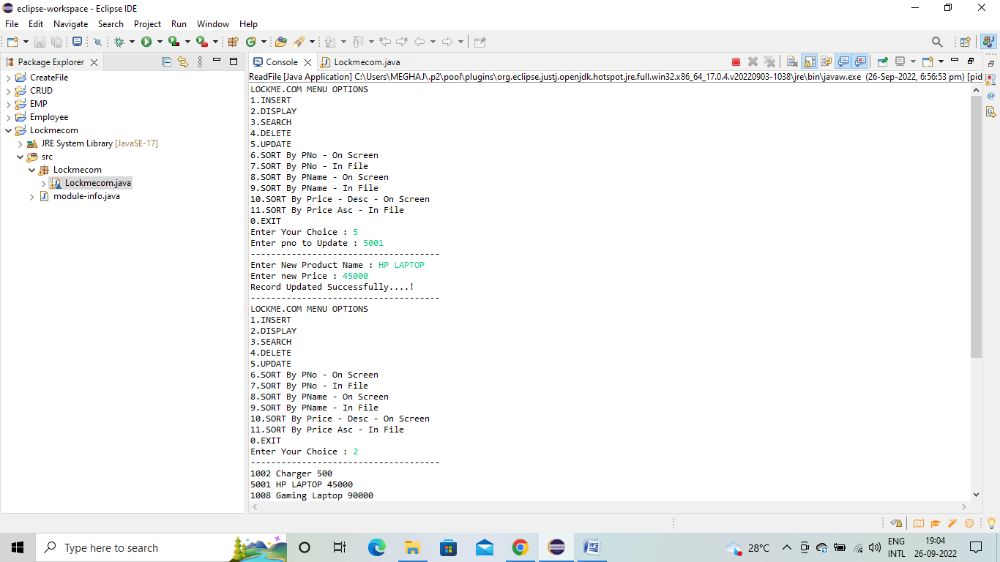 eclipse-workspace - Eclipse IDE
File Edit Navigate Search Project Run Window Help
Package Explorer
CreateFile
CRUD
EMP
Employee
Lockmecom
JRE System Library [JavaSE-17]
src
Lockmecom
Lockmecom.java
module-info.java
Console Lockmecom.java
ReadFile [Java Application] C:\Users\MEGHAJ\.p2\pool\plugins\org.eclipse.justj.openjdk.hotspot.jre.full.win32.x86_64_17.0.4.v20220903-1038\jre\bin\javaw.exe (26-Sep-2022, 6:56:53 pm) [pid
LOCKME.COM MENU OPTIONS
1.INSERT
2.DISPLAY
3.SEARCH
4.DELETE
5.UPDATE
6.SORT By PNo - On Screen
7.SORT By PNo - In File
8.SORT By PName - On Screen
9.SORT By PName - In File
10.SORT By Price - Desc - On Screen
11.SORT By Price Asc - In File
0.EXIT
Enter Your Choice : 5
Enter pno to Update : 5001
-------------------------------------
Enter New Product Name : HP LAPTOP
Enter new Price : 45000
Record Updated Successfully....!
-------------------------------------
LOCKME.COM MENU OPTIONS
1.INSERT
2.DISPLAY
3.SEARCH
4.DELETE
5.UPDATE
6.SORT By PNo - On Screen
7.SORT By PNo - In File
8.SORT By PName - On Screen
9.SORT By PName - In File
10.SORT By Price - Desc - On Screen
11.SORT By Price Asc - In File
0.EXIT
Enter Your Choice : 2
-------------------------------------
1002 Charger 500
5001 HP LAPTOP 45000
1008 Gaming Laptop 90000
Type here to search
28°C
ENG
INTL
19:04
26-09-2022